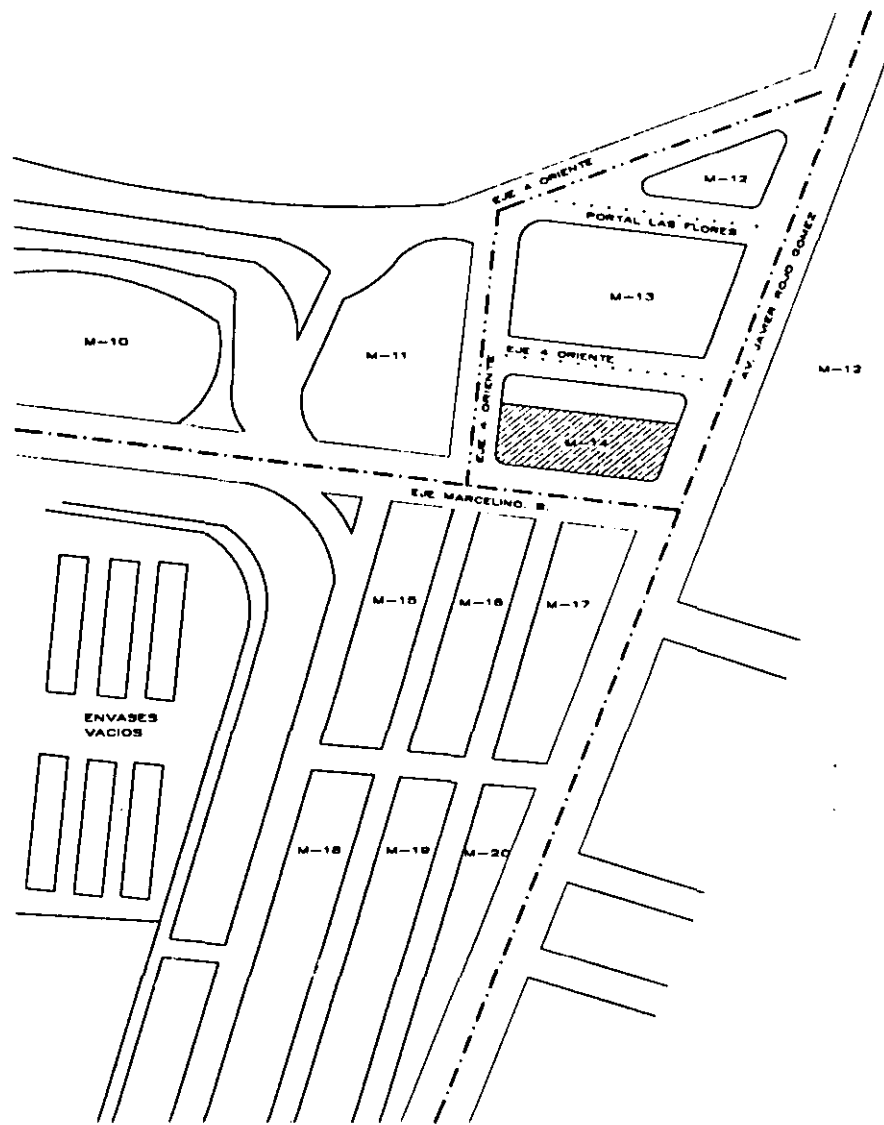 EJE 4 ORIENTE
M-12
PORTAL LAS FLORES
AV. JAVIER ROJO GOMEZ
M-13
M-10
M-11
EJE 4 ORIENTE
M-12
EJE 4 ORIENTE
M-14
EJE MARCELINO. B.
M-15
M-16
M-17
ENVASES
VACIOS
M-18
M-19
M-20